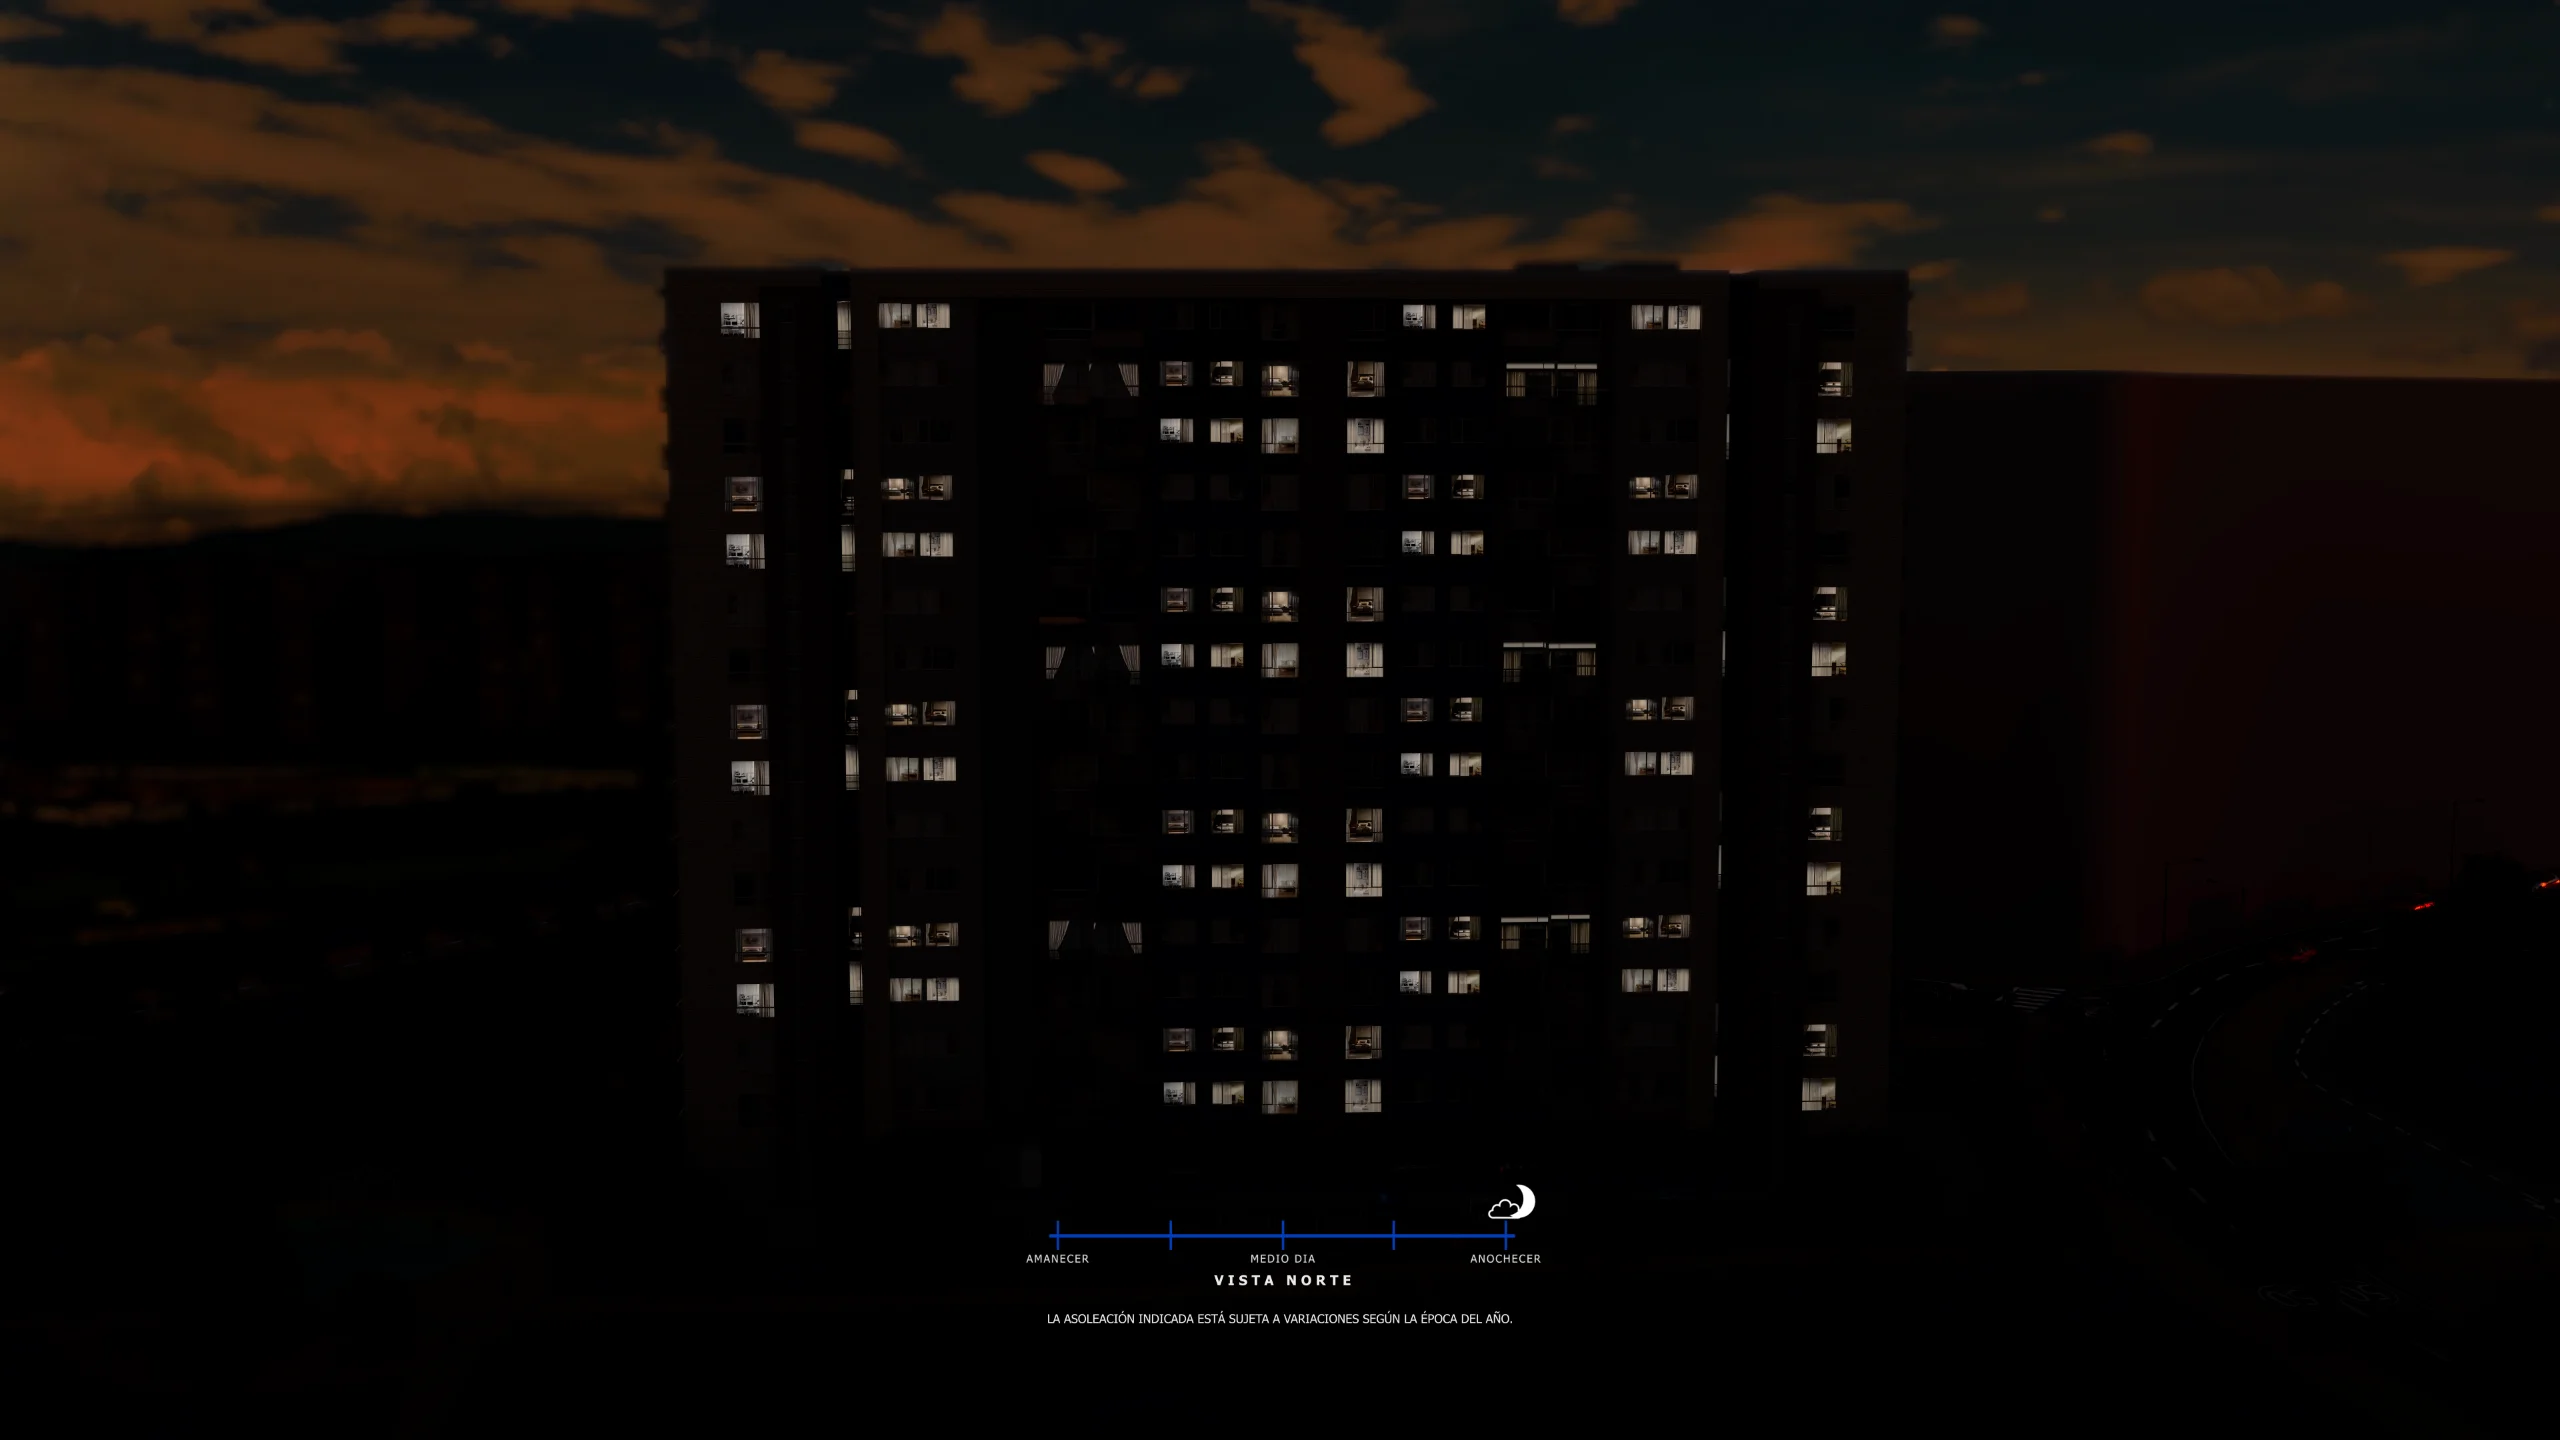 AMANECER MEDIO DIA ANOCHECER
VISTA NORTE
LA ASOLEACIÓN INDICADA ESTÁ SUJETA A VARIACIONES SEGÚN LA ÉPOCA DEL AÑO.